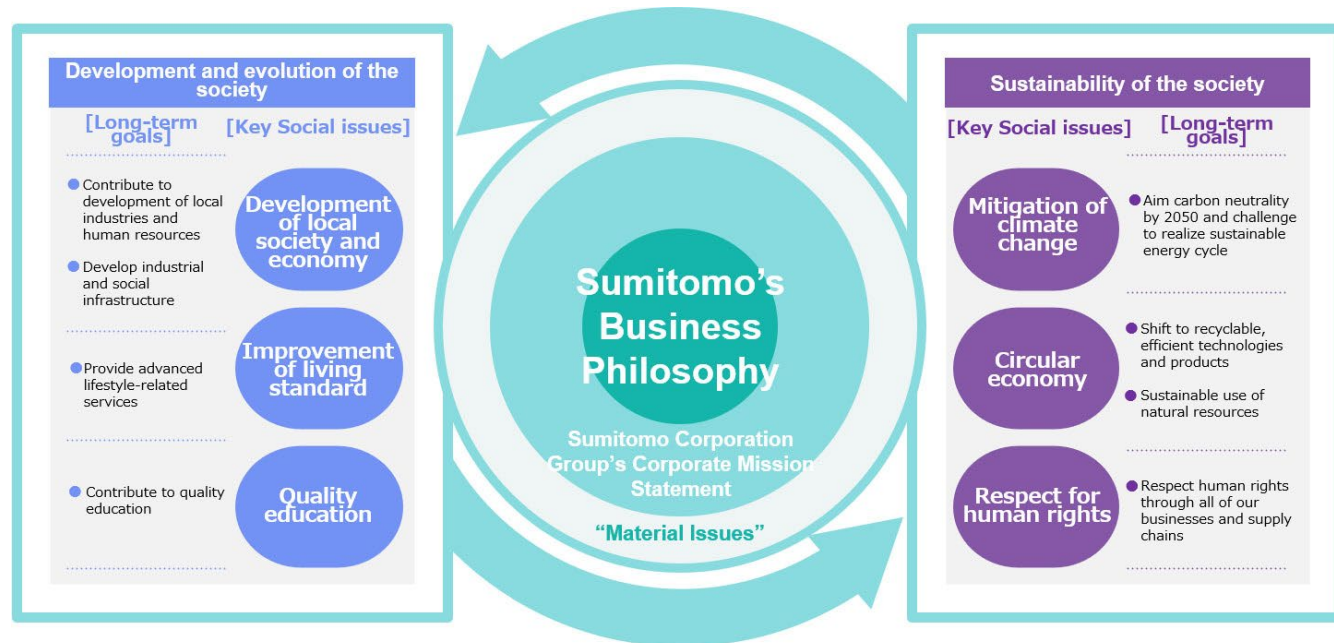 Development and evolution of the
society
[Long-term
goals]
[Key Social issues]
Contribute to
development of local
industries and
human resources
Develop industrial
and social
infrastructure
Development
of local
society and
economy
Provide advanced
lifestyle-related
services
Improvement
of living
standard
Contribute to quality
education
Quality
education
Sumitomo's
Business
Philosophy
Sumitomo Corporation
Group's Corporate Mission
Statement
“Material Issues”
Sustainability of the society
[Key Social issues]
[Long-term
goals]
Mitigation of
climate
change
Aim carbon neutrality
by 2050 and challenge
to realize sustainable
energy cycle
Circular
economy
Shift to recyclable,
efficient technologies
and products
Sustainable use of
natural resources
Respect for
human rights
Respect human rights
through all of our
businesses and supply
chains